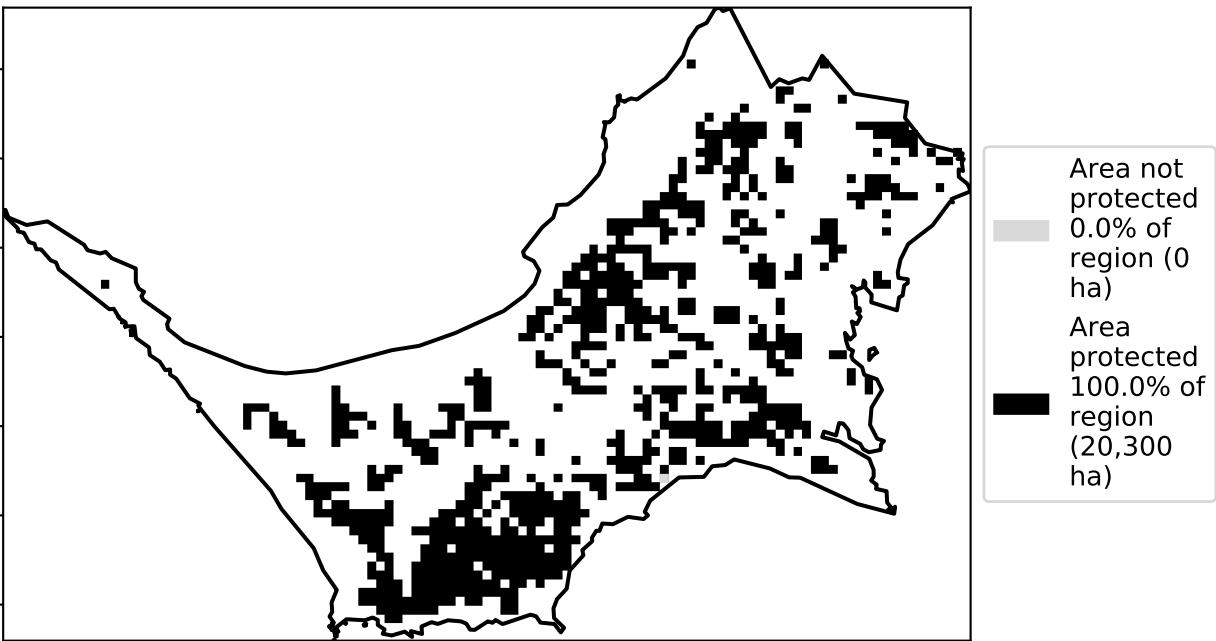 Area not
protected
0.0% of
region (0
ha)
Area
protected
100.0% of
region
(20,300
ha)